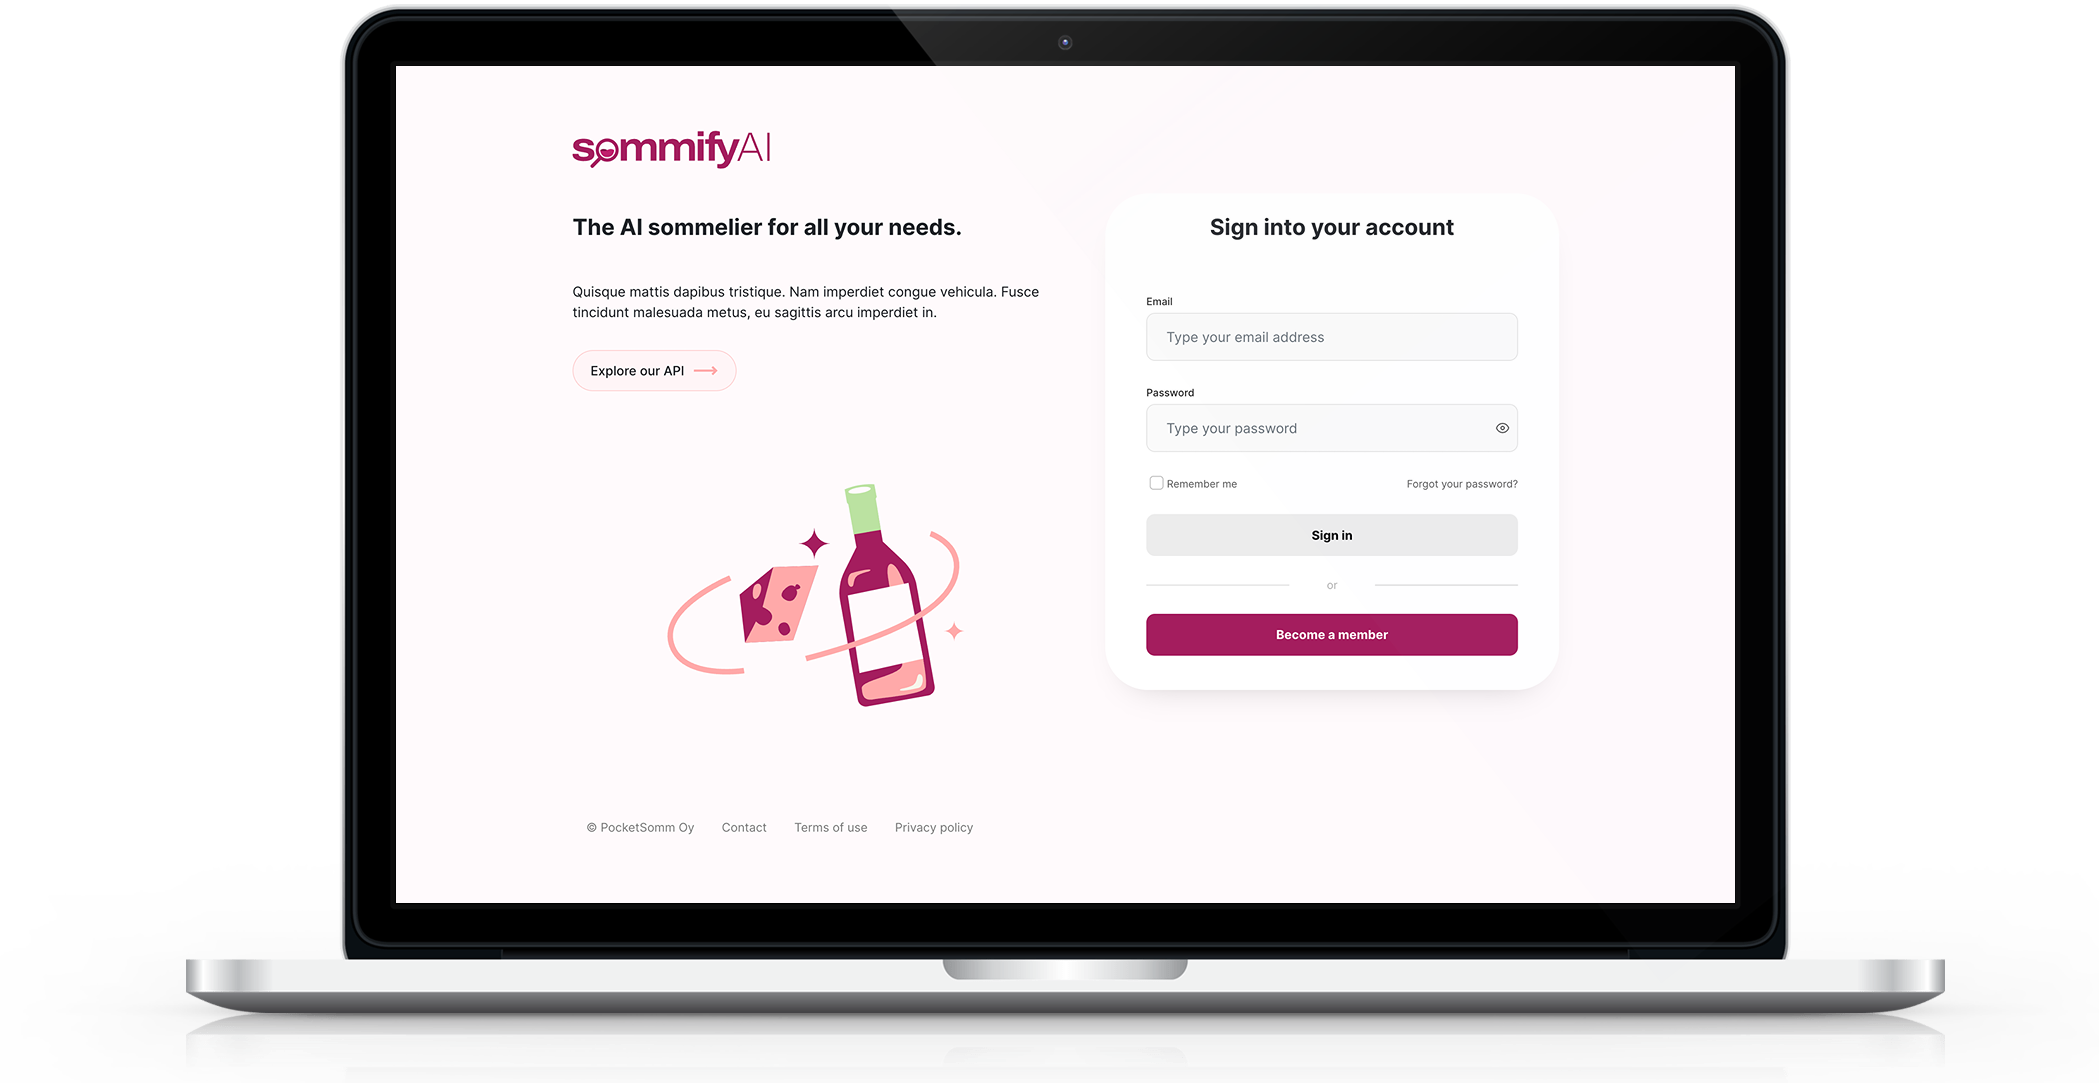 sommifyAI
The AI sommelier for all your needs.
Quisque mattis dapibus tristique. Nam imperdiet congue vehicula. Fusce
tincidunt malesuada metus, eu sagittis arcu imperdiet in.
Explore our API
© PocketSomm Oy
Contact
Terms of use
Privacy policy
Sign into your account
Email
Type your email address
Password
Type your password
Remember me
Forgot your password?
Sign in
or
Become a member